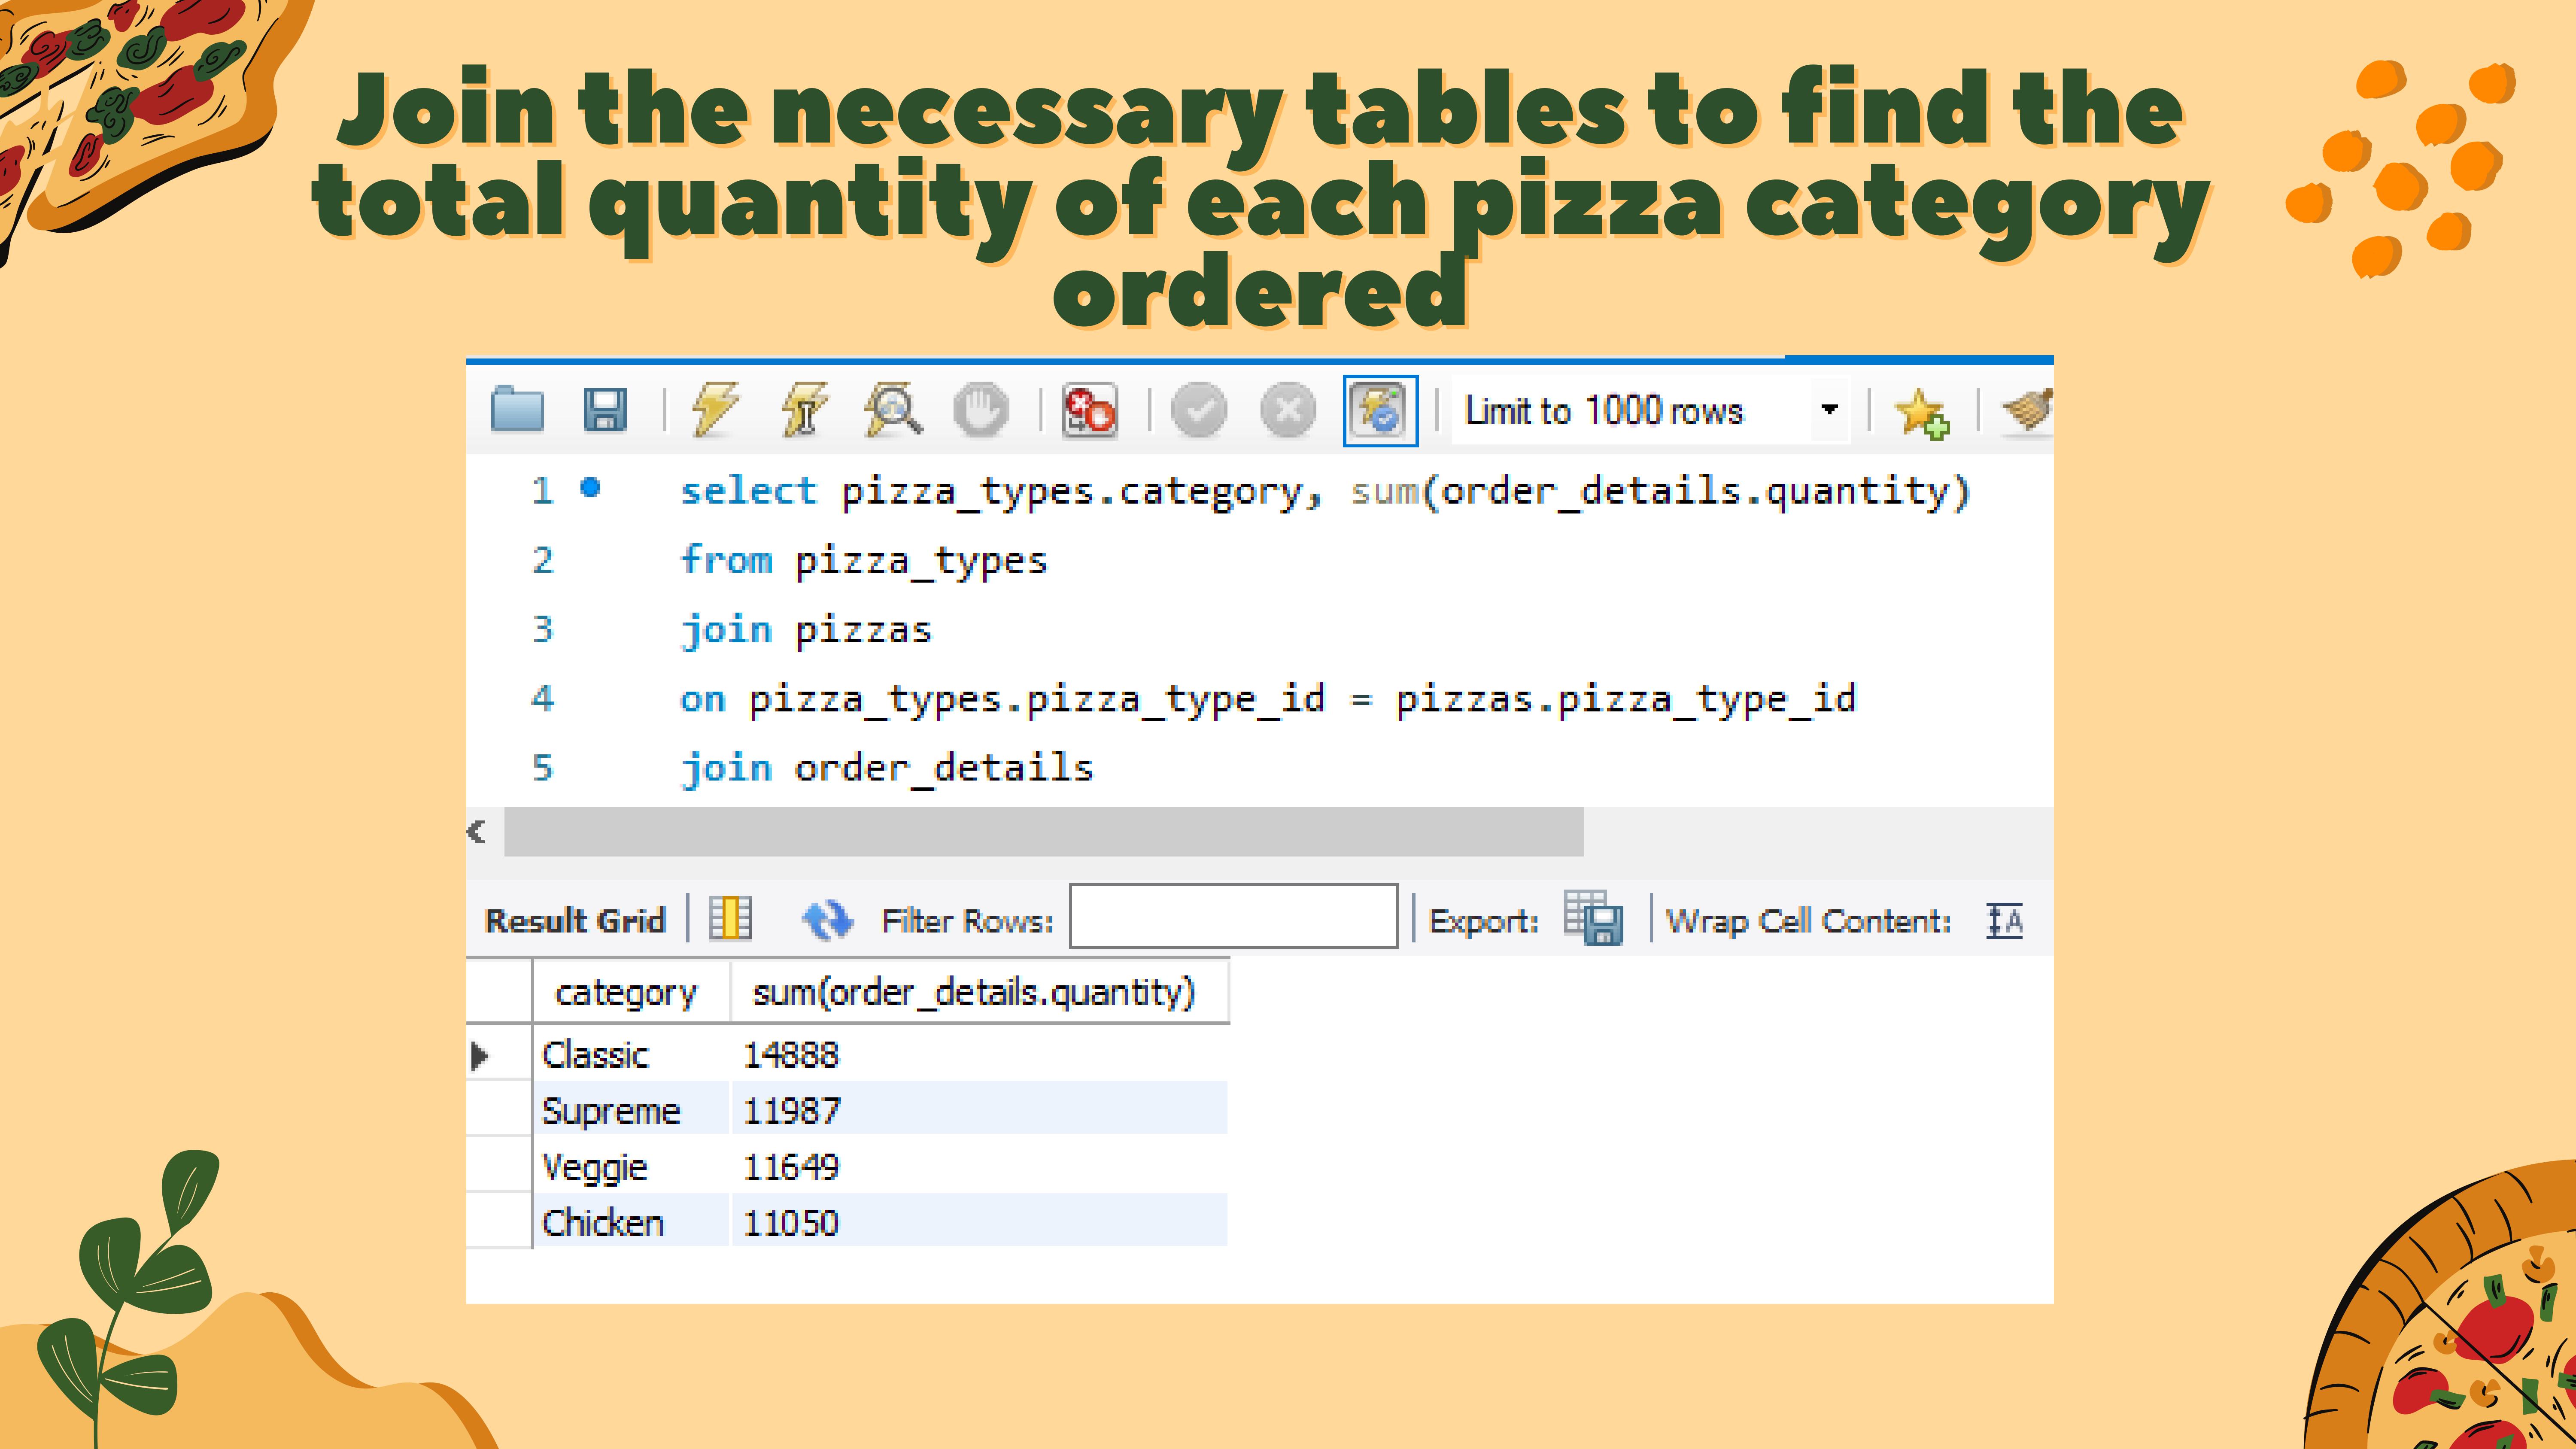 Join the necessary tables to find the
total quantity of each pizza category
ordered
Limit to 1000 rows
1 select pizza_types.category, sum(order_details.quantity)
2 from pizza_types
3 join pizzas
4 on pizza_types.pizza_type_id = pizzas.pizza_type_id
5 join order_details
Result Grid Filter Rows: Export: Wrap Cell Content:
category sum(order_details.quantity)
Classic 14888
Supreme 11987
Veggie 11649
Chicken 11050